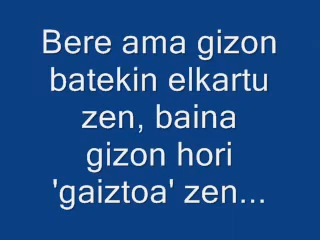 Bere ama gizon
batekin elkartu
zen, baina
gizon hori
'gaiztoa' zen...